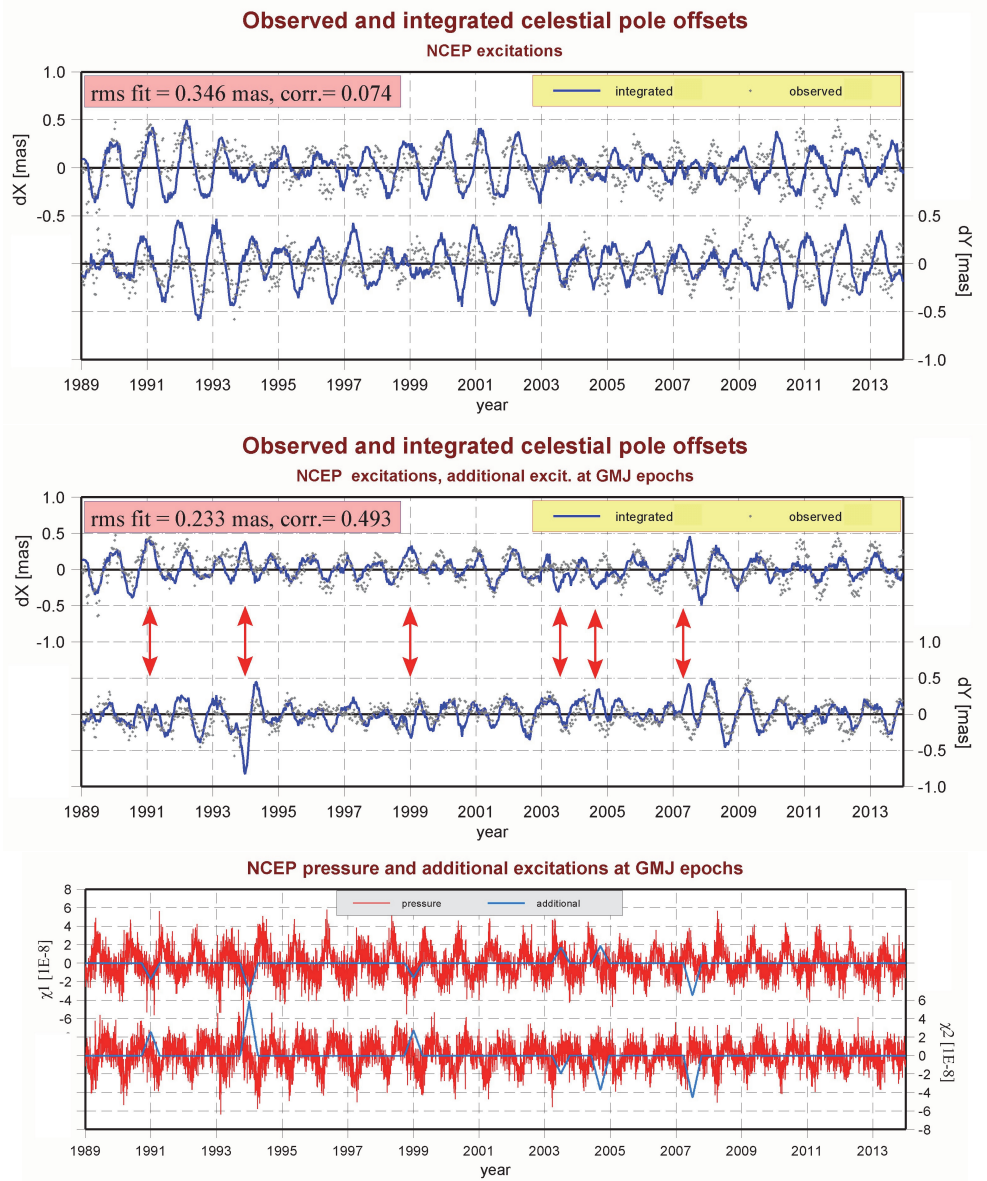 Observed and integrated celestial pole offsets
NCEP excitations
rms fit = 0.346 mas, corr.= 0.074
integrated observed
1.0
0.5
0
-0.5
dX [mas]
0.5
0
-0.5
-1.0
dY [mas]
1989 1991 1993 1995 1997 1999 2001 2003 2005 2007 2009 2011 2013
year
Observed and integrated celestial pole offsets
NCEP excitations, additional excit. at GMJ epochs
rms fit = 0.233 mas, corr.= 0.493
integrated observed
1.0
0.5
0
-0.5
-1.0
dX [mas]
1.0
0.5
0
-0.5
-1.0
dY [mas]
1989 1991 1993 1995 1997 1999 2001 2003 2005 2007 2009 2011 2013
year
NCEP pressure and additional excitations at GMJ epochs
pressure additional
8
6
4
2
0
-2
-4
-6
χ1 [1E-8]
6
4
2
0
-2
-4
-6
-8
χ2 [1E-8]
1989 1991 1993 1995 1997 1999 2001 2003 2005 2007 2009 2011 2013
year